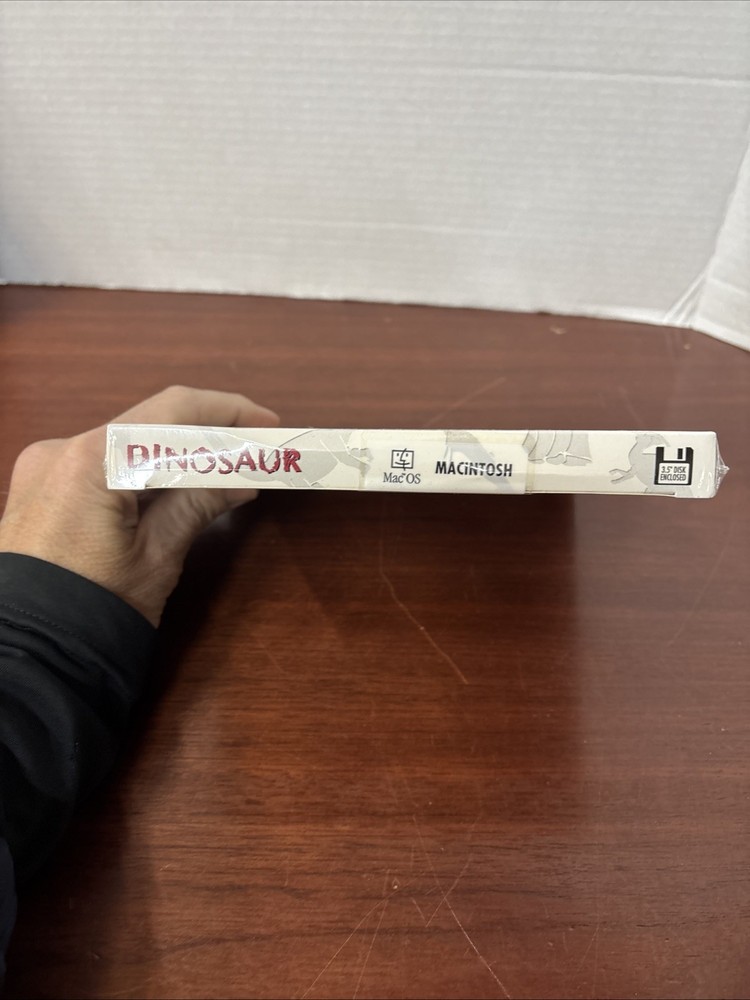 DINOSAUR
Mac OS
MACiNTOSH
3.5" DISK
ENCLOSED